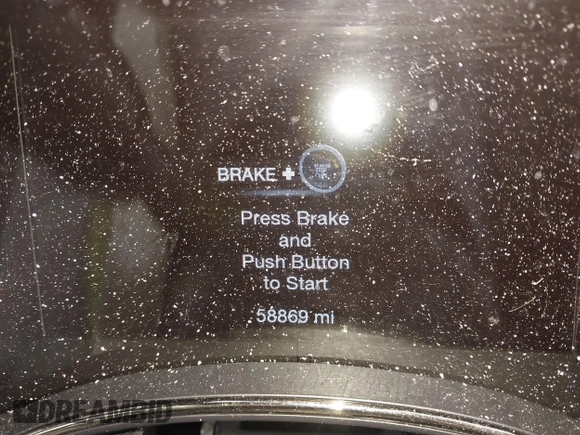 BRAKE +
Press Brake
and
Push Button
to Start
58869 mi
DREAMBID